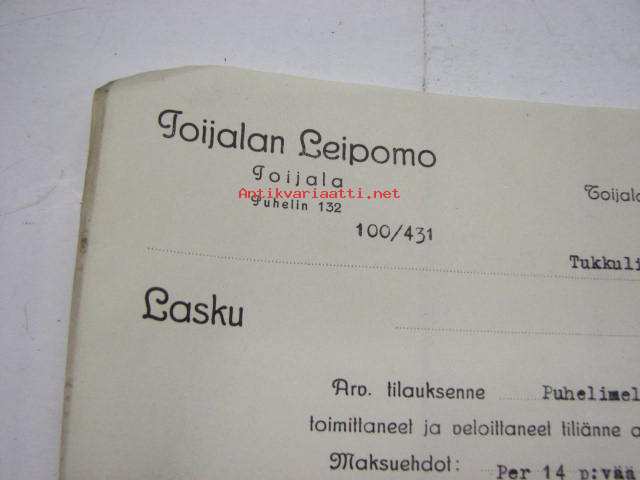 Toijalan Leipomo
Toijala
Antikvariaatti.net
Puhelin 132
Toijal
100/431
Tukkuli
Lasku
Arv. tilauksenne Puhelimel
toimittaneet ja veloittaneet tiliänne a
Maksuehdot: Per 14 p:vää